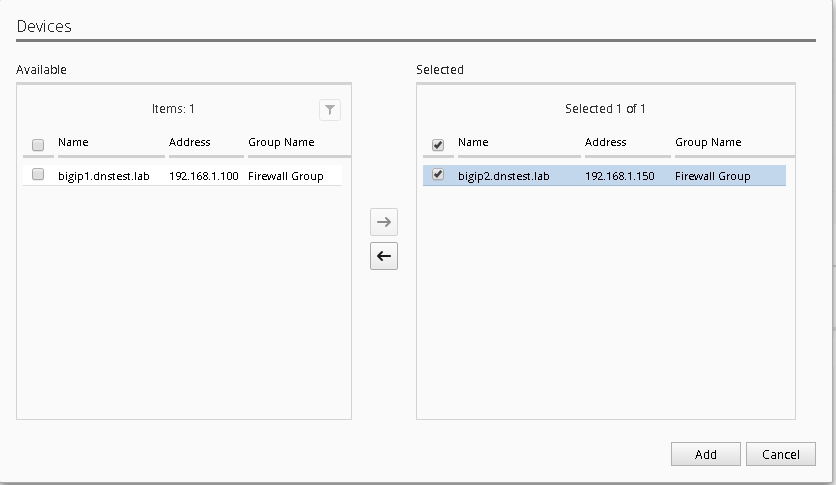 Devices
Available
Items: 1
Name Address Group Name
bigip1.dnstest.lab 192.168.1.100 Firewall Group
Selected
Selected 1 of 1
Name Address Group Name
bigip2.dnstest.lab 192.168.1.150 Firewall Group
Add Cancel